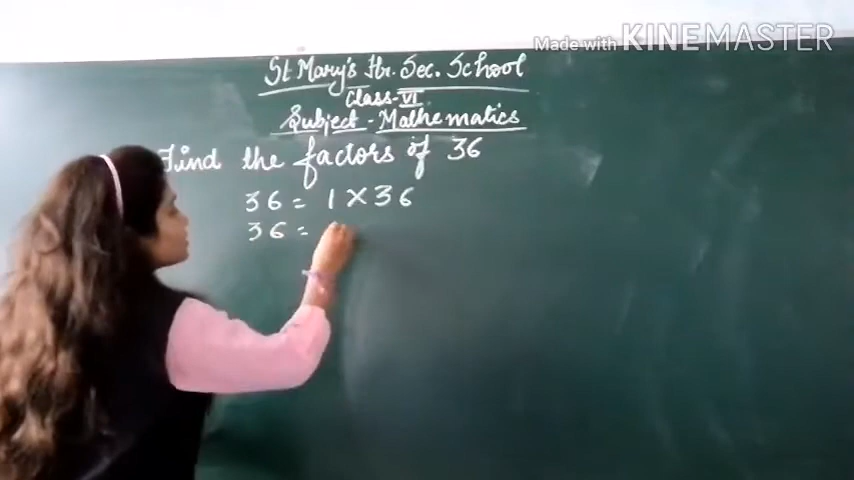 Made with KINEMASTER
St Mary's Hr. Sec. School
Class-VI
Subject - Mathematics
Find the factors of 36
36 = 1 × 36
36 =